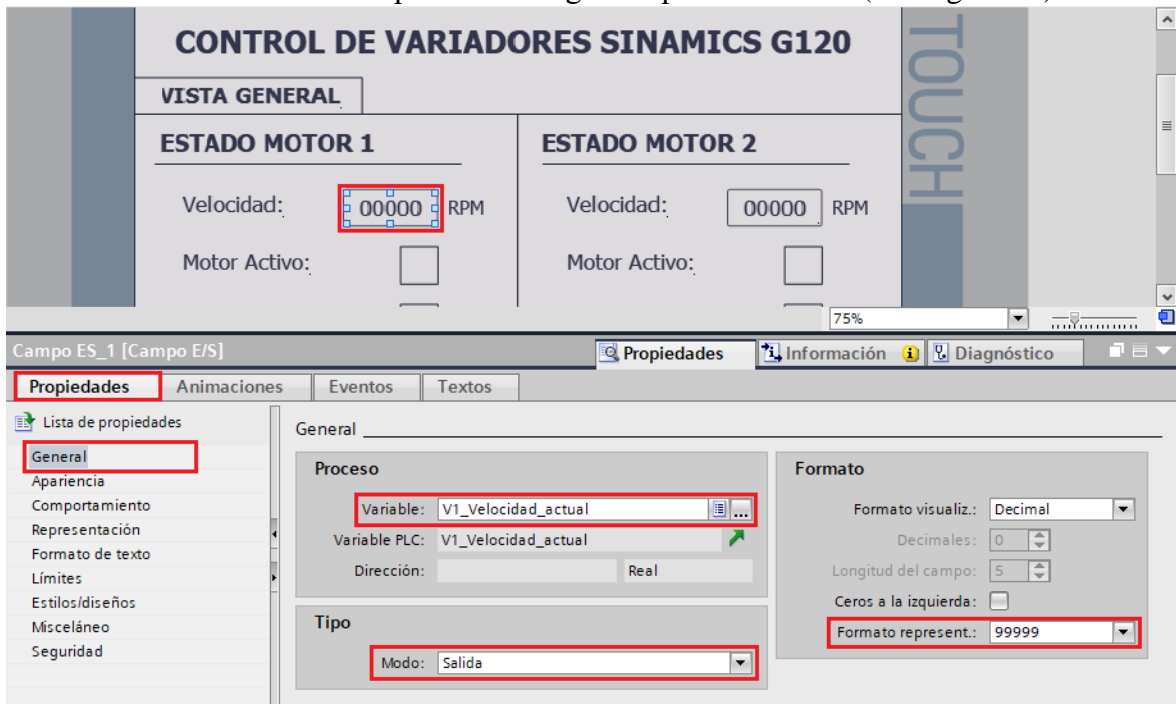 CONTROL DE VARIADORES SINAMICS G120
TOUCH
VISTA GENERAL
ESTADO MOTOR 1
ESTADO MOTOR 2
Velocidad: 00000 RPM
Velocidad: 00000 RPM
Motor Activo:
Motor Activo:
75%
Campo ES_1 [Campo E/S]
Propiedades Información Diagnóstico
Propiedades Animaciones Eventos Textos
Lista de propiedades
General
Apariencia
Comportamiento
Representación
Formato de texto
Límites
Estilos/diseños
Misceláneo
Seguridad
General
Proceso
Variable: V1_Velocidad_actual ...
Variable PLC: V1_Velocidad_actual
Dirección: Real
Tipo
Modo: Salida
Formato
Formato visualiz.: Decimal
Decimales: 0
Longitud del campo: 5
Ceros a la izquierda:
Formato represent.: 99999